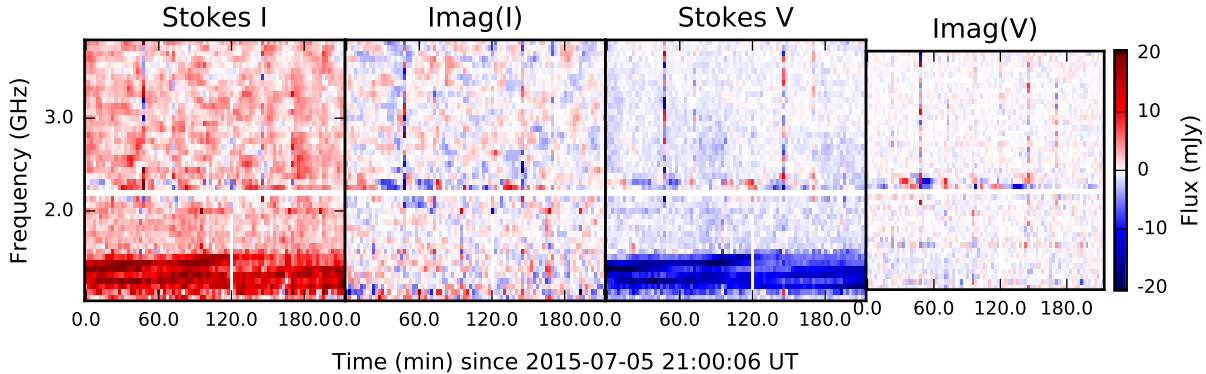 Stokes I Imag(I) Stokes V Imag(V)
Frequency (GHz)
3.0
2.0
0.0 60.0 120.0 180.0 0.0 60.0 120.0 180.0 0.0 60.0 120.0 180.0 0.0 60.0 120.0 180.0
Time (min) since 2015-07-05 21:00:06 UT
20
10
0
-10
-20
Flux (mJy)